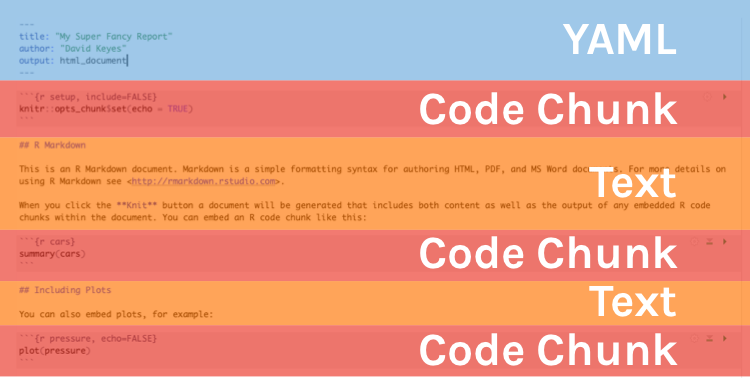 ---
title: "My Super Fancy Report"
author: "David Keyes"
output: html_document
---
YAML
```{r setup, include=FALSE}
knitr::opts_chunk$set(echo = TRUE)
```
Code Chunk
## R Markdown
This is an R Markdown document. Markdown is a simple formatting syntax for authoring HTML, PDF, and MS Word documents. For more details on
using R Markdown see <http://rmarkdown.rstudio.com>.
When you click the **Knit** button a document will be generated that includes both content as well as the output of any embedded R code
chunks within the document. You can embed an R code chunk like this:
Text
```{r cars}
summary(cars)
```
Code Chunk
## Including Plots
You can also embed plots, for example:
Text
```{r pressure, echo=FALSE}
plot(pressure)
```
Code Chunk